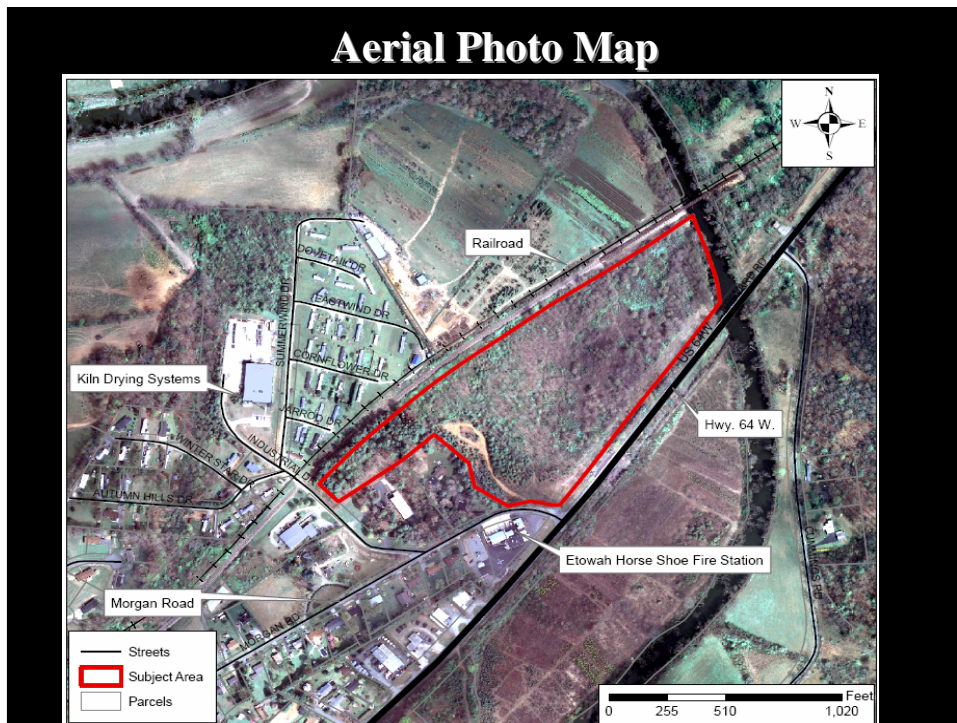 Aerial Photo Map
N
W E
S
Railroad
DOVETAIL DR
EASTWIND DR
SUMMERWIND DR
CORNFLOWER DR
Kiln Drying Systems
JARROD DR
US 64 W
Hwy. 64 W.
INDUSTRIAL DR
WINTER STAR DR
AUTUMN HILLS DR
Etowah Horse Shoe Fire Station
Morgan Road
MORGAN RD
Streets
Subject Area
Parcels
Feet
0 255 510 1,020